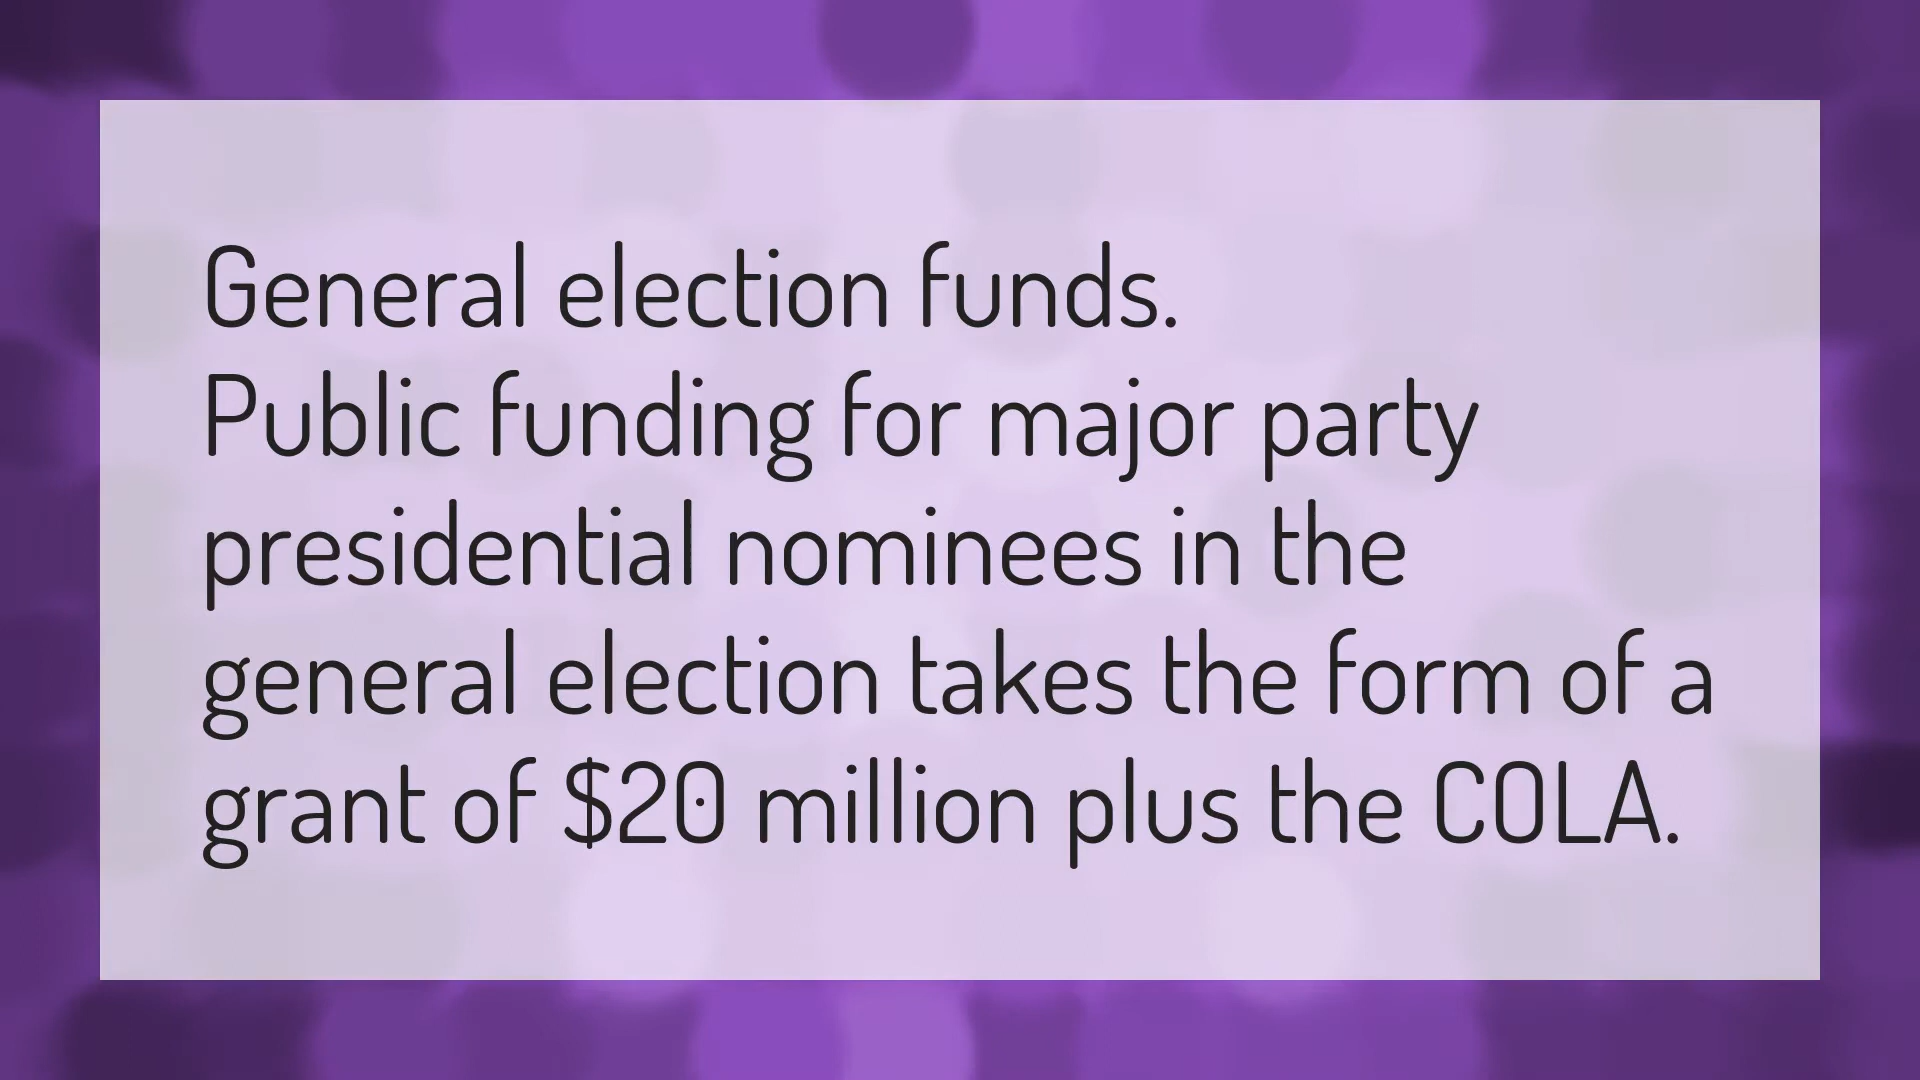 General election funds.
Public funding for major party
presidential nominees in the
general election takes the form of a
grant of $20 million plus the COLA.